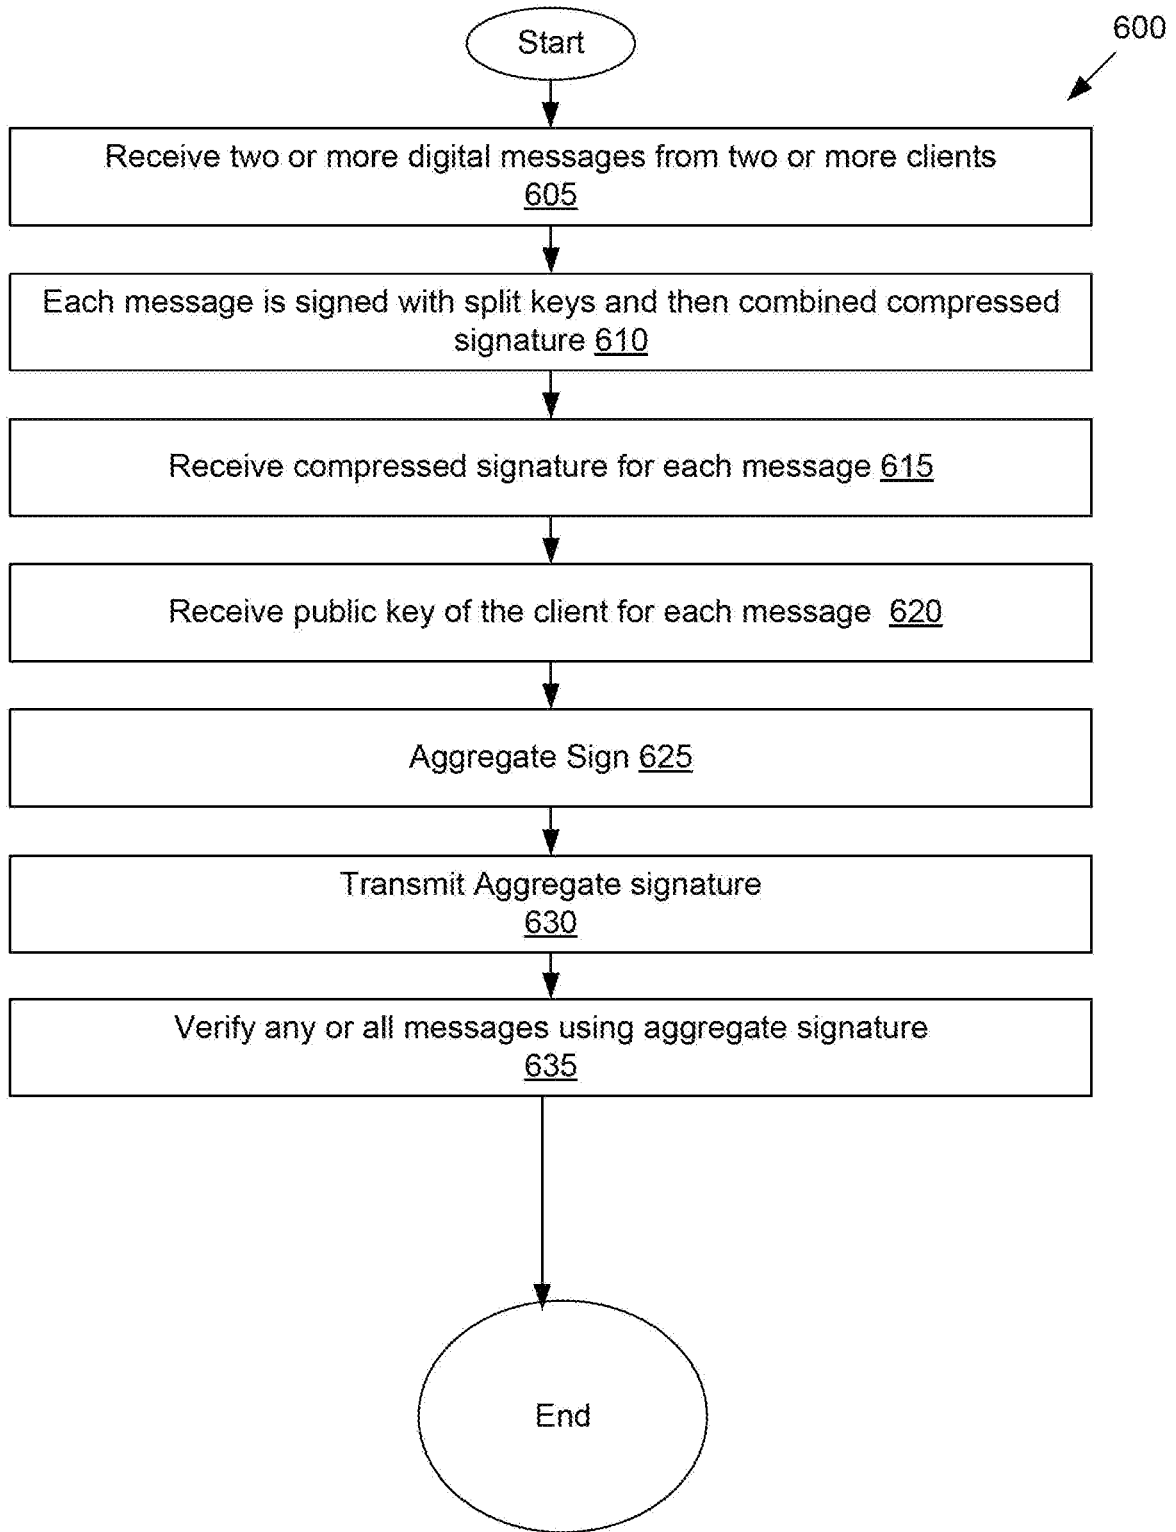 Start
600
Receive two or more digital messages from two or more clients
605
Each message is signed with split keys and then combined compressed
signature 610
Receive compressed signature for each message 615
Receive public key of the client for each message 620
Aggregate Sign 625
Transmit Aggregate signature
630
Verify any or all messages using aggregate signature
635
End